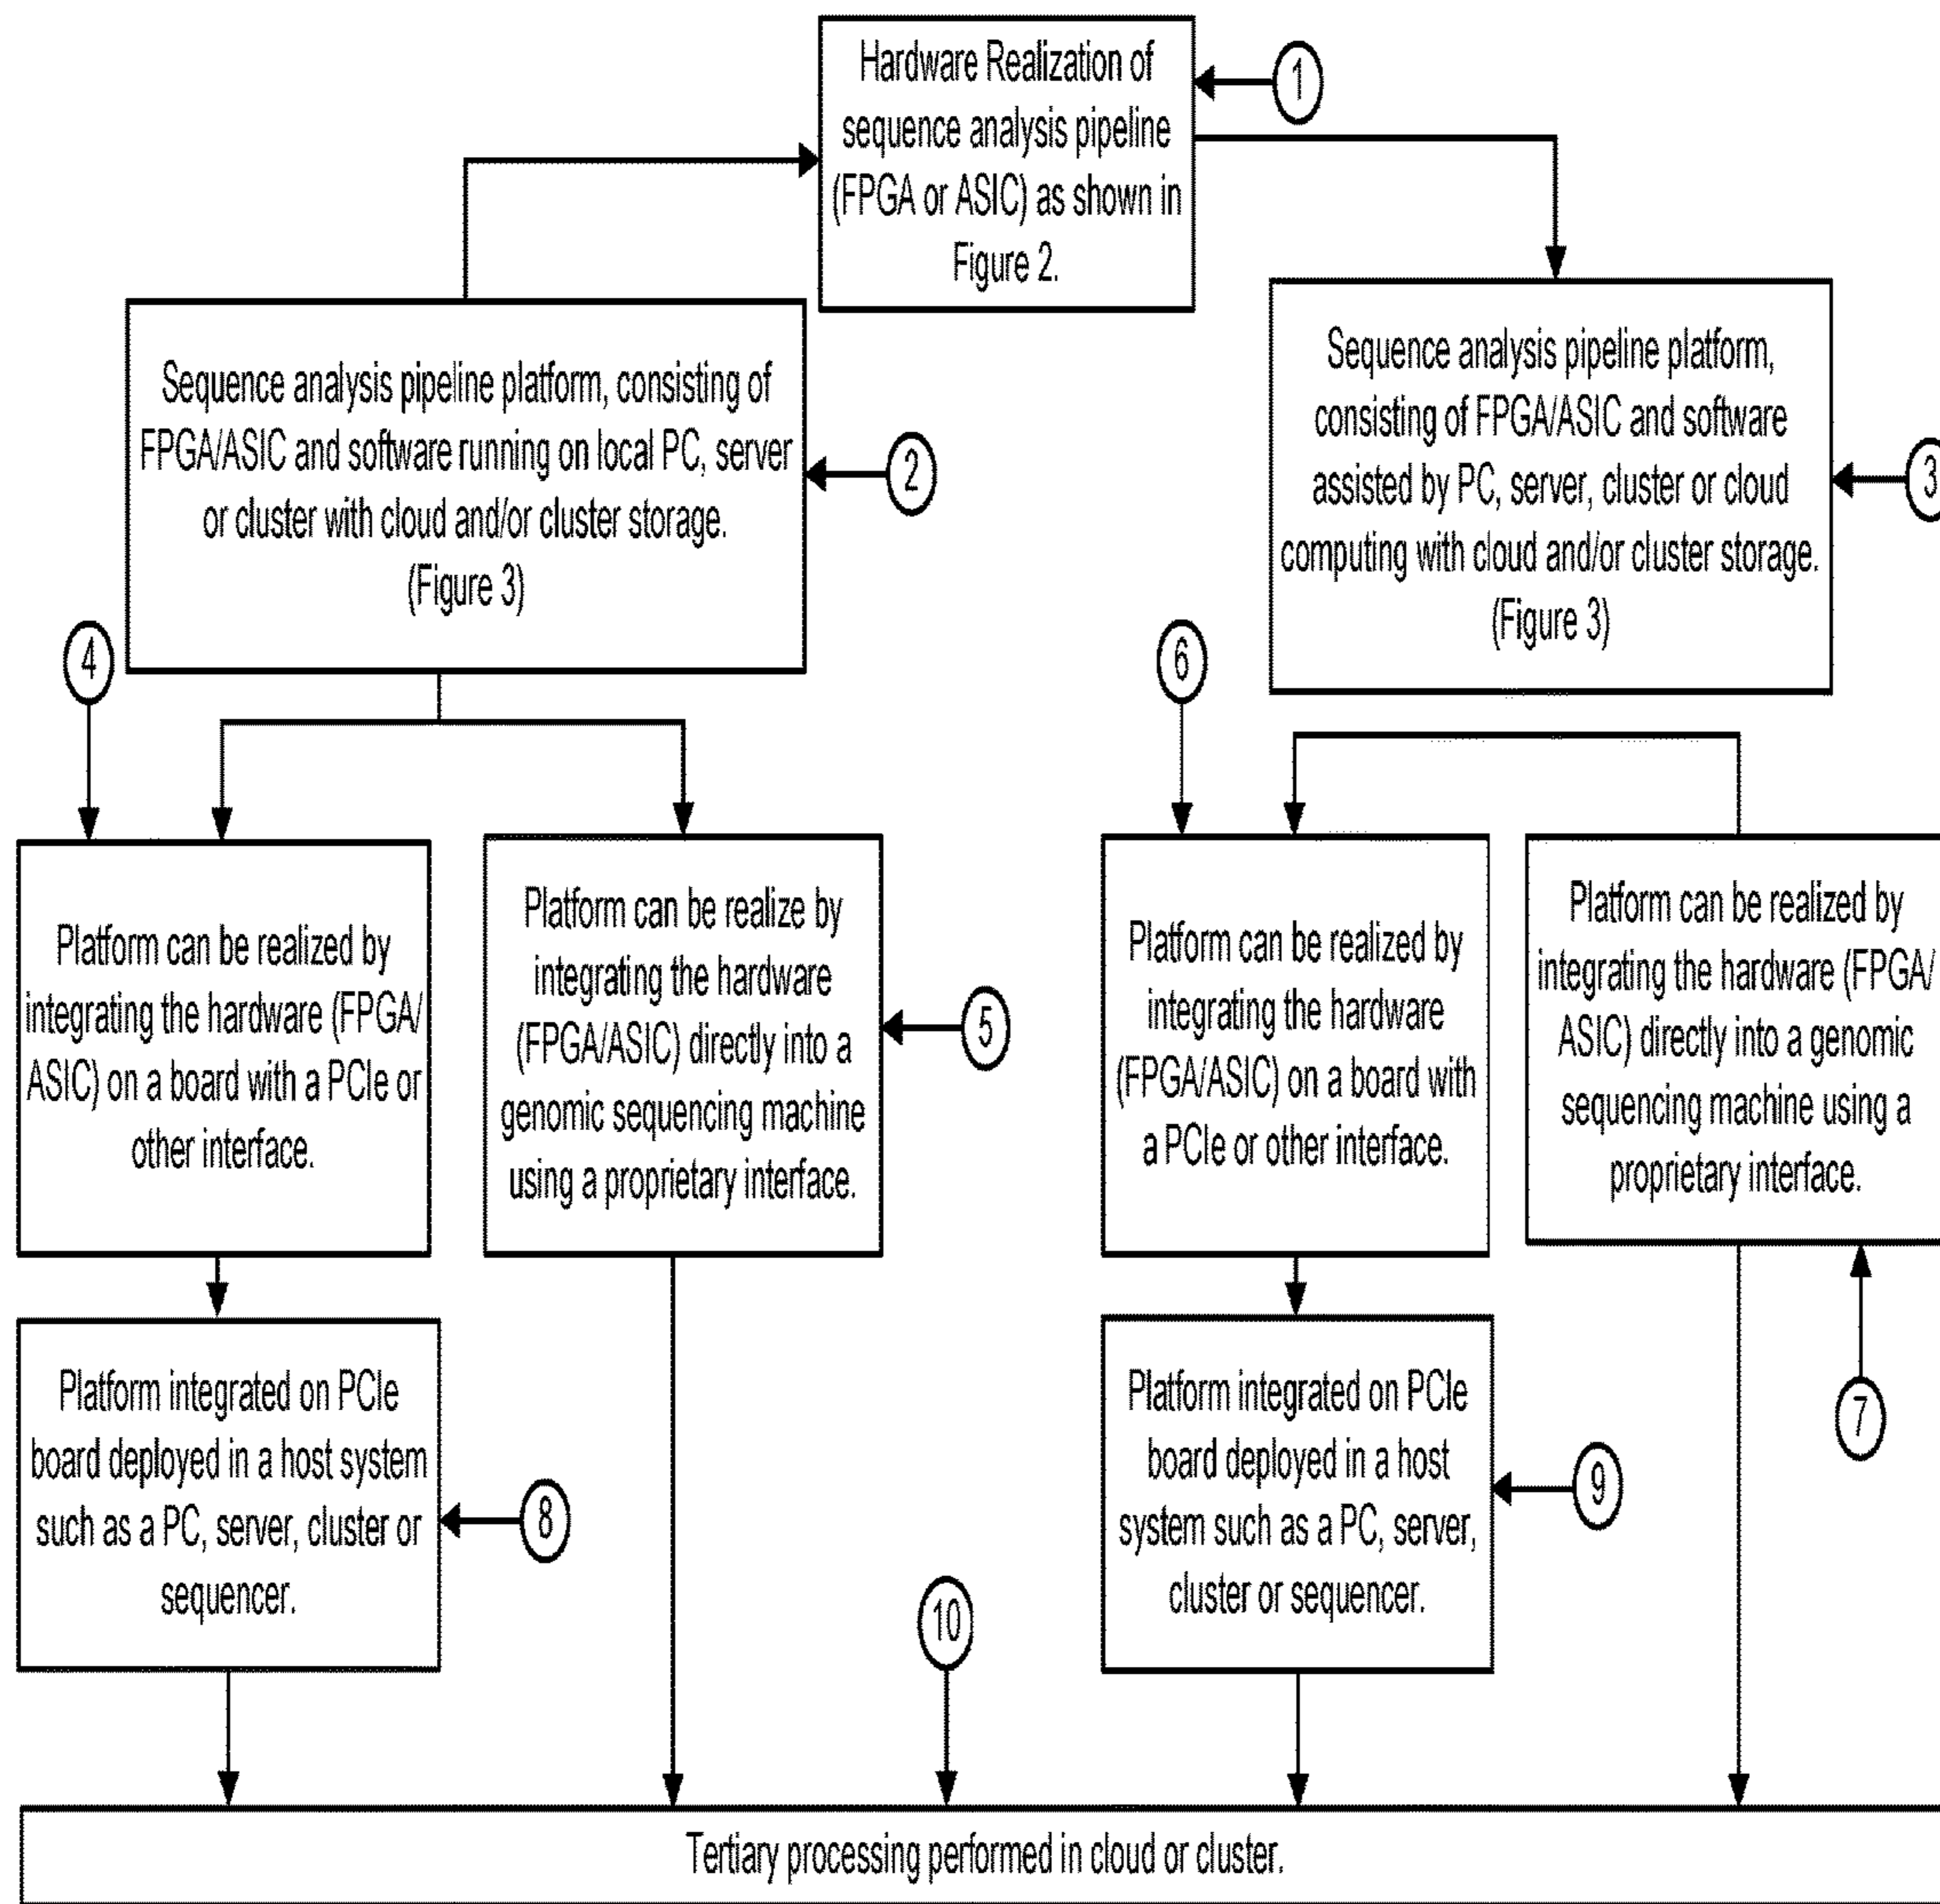 Hardware Realization of
sequence analysis pipeline
(FPGA or ASIC) as shown in
Figure 2.
1
Sequence analysis pipeline platform, consisting of
FPGA/ASIC and software running on local PC, server
or cluster with cloud and/or cluster storage.
(Figure 3)
2
Sequence analysis pipeline platform,
consisting of FPGA/ASIC and software
assisted by PC, server, cluster or cloud
computing with cloud and/or cluster storage.
(Figure 3)
3
4
6
Platform can be realized by
integrating the hardware (FPGA/
ASIC) on a board with a PCIe or
other interface.
Platform can be realize by
integrating the hardware
(FPGA/ASIC) directly into a
genomic sequencing machine
using a proprietary interface.
5
Platform can be realized by
integrating the hardware
(FPGA/ASIC) on a board with
a PCIe or other interface.
Platform can be realized by
integrating the hardware (FPGA/
ASIC) directly into a genomic
sequencing machine using a
proprietary interface.
7
Platform integrated on PCIe
board deployed in a host system
such as a PC, server, cluster or
sequencer.
8
Platform integrated on PCIe
board deployed in a host
system such as a PC, server,
cluster or sequencer.
9
10
Tertiary processing performed in cloud or cluster.